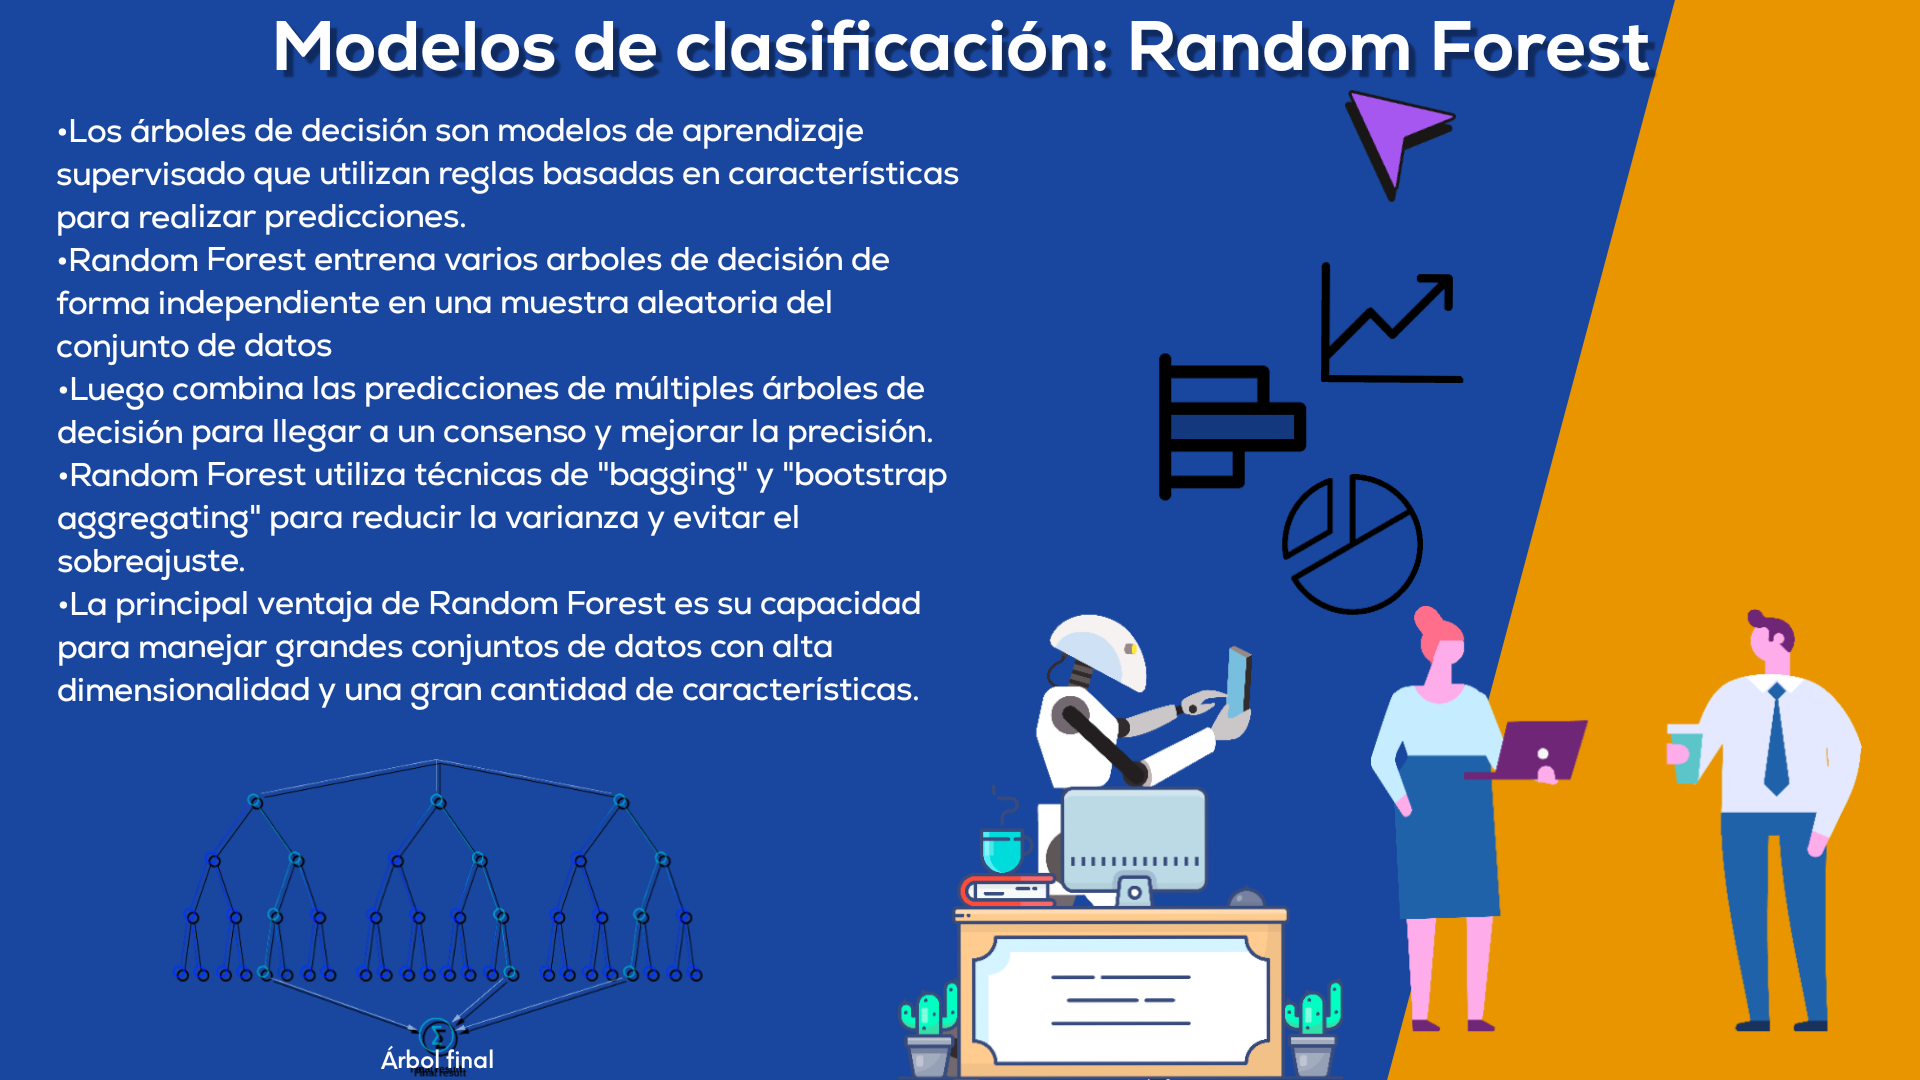 Modelos de clasificación: Random Forest
•Los árboles de decisión son modelos de aprendizaje
supervisado que utilizan reglas basadas en características
para realizar predicciones.
•Random Forest entrena varios arboles de decisión de
forma independiente en una muestra aleatoria del
conjunto de datos
•Luego combina las predicciones de múltiples árboles de
decisión para llegar a un consenso y mejorar la precisión.
•Random Forest utiliza técnicas de "bagging" y "bootstrap
aggregating" para reducir la varianza y evitar el
sobreajuste.
•La principal ventaja de Random Forest es su capacidad
para manejar grandes conjuntos de datos con alta
dimensionalidad y una gran cantidad de características.
Σ
Árbol final
Final result